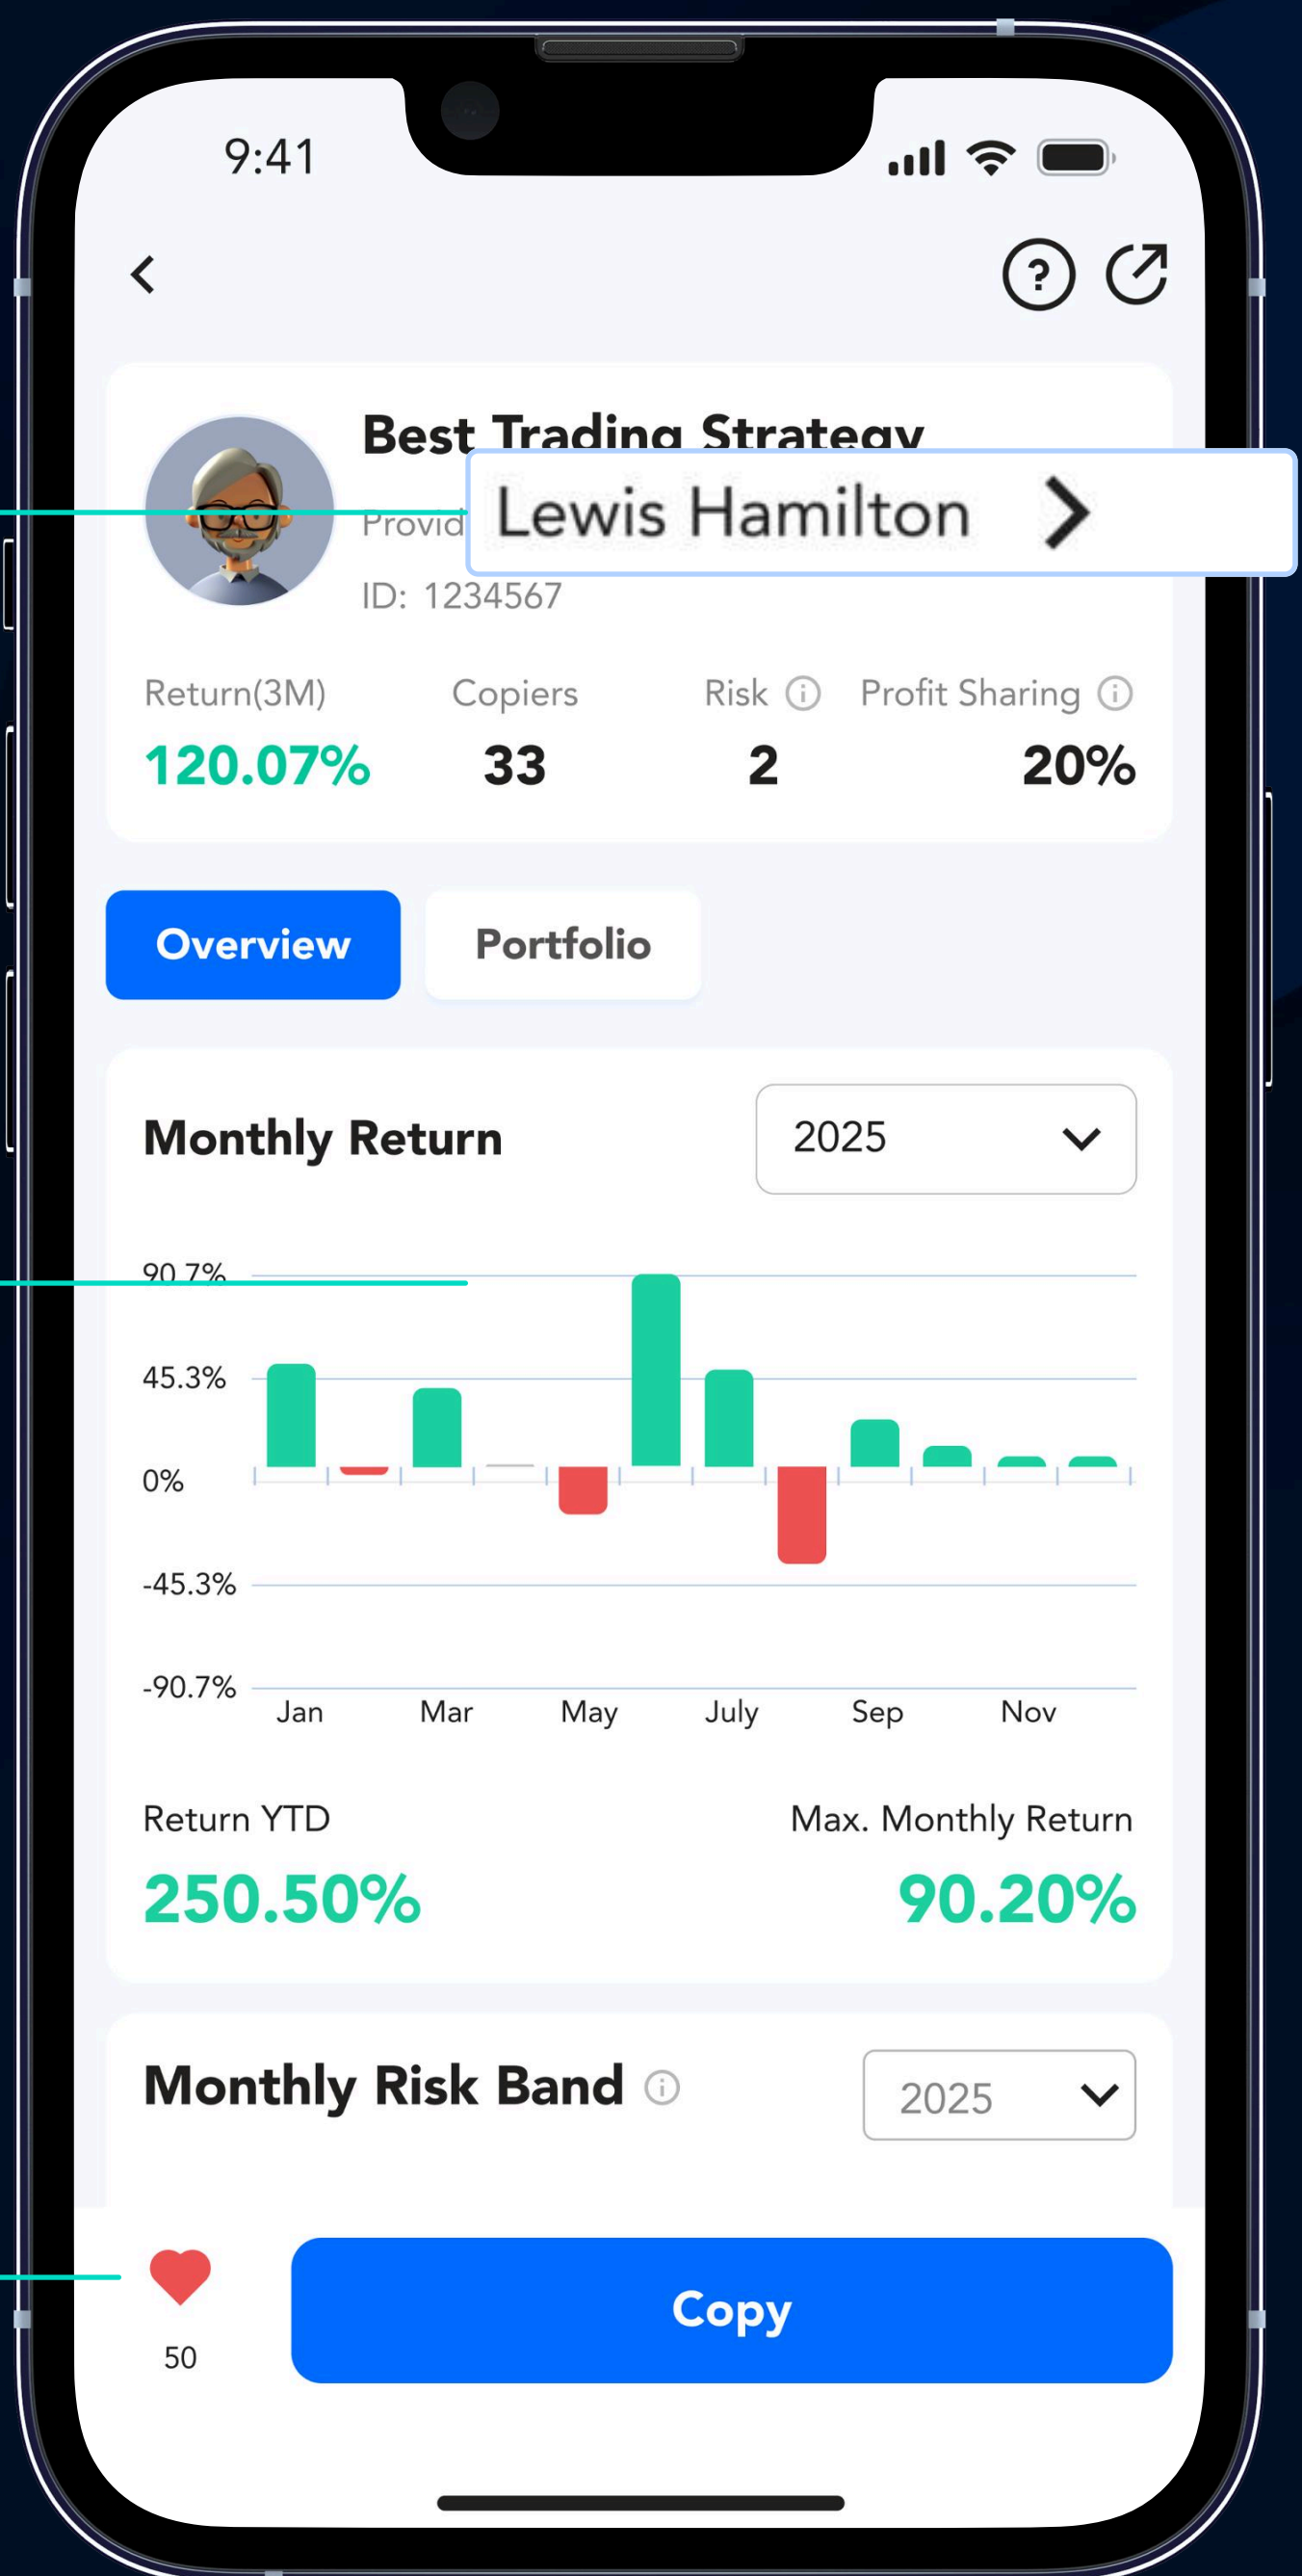 9:41
?
Best Trading Strategy
Provid
Lewis Hamilton
ID: 1234567
Return(3M) Copiers Risk Profit Sharing
120.07% 33 2 20%
Overview Portfolio
Monthly Return 2025
90.7%
45.3%
0%
-45.3%
-90.7%
Jan Mar May July Sep Nov
Return YTD Max. Monthly Return
250.50% 90.20%
Monthly Risk Band 2025
50
Copy